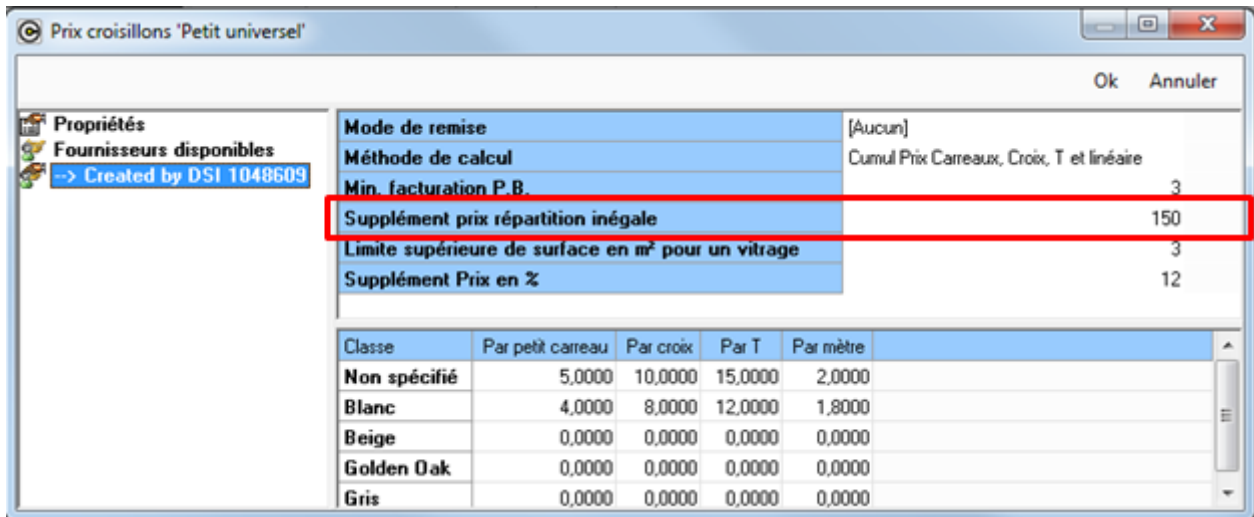 Prix croisillons 'Petit universel'
Ok Annuler
Propriétés
Fournisseurs disponibles
--> Created by DSI 1048609
Mode de remise [Aucun]
Méthode de calcul Cumul Prix Carreaux, Croix, T et linéaire
Min. facturation P.B. 3
Supplément prix répartition inégale 150
Limite supérieure de surface en m² pour un vitrage 3
Supplément Prix en % 12
Classe Par petit carreau Par croix Par T Par mètre
Non spécifié 5,0000 10,0000 15,0000 2,0000
Blanc 4,0000 8,0000 12,0000 1,8000
Beige 0,0000 0,0000 0,0000 0,0000
Golden Oak 0,0000 0,0000 0,0000 0,0000
Gris 0,0000 0,0000 0,0000 0,0000